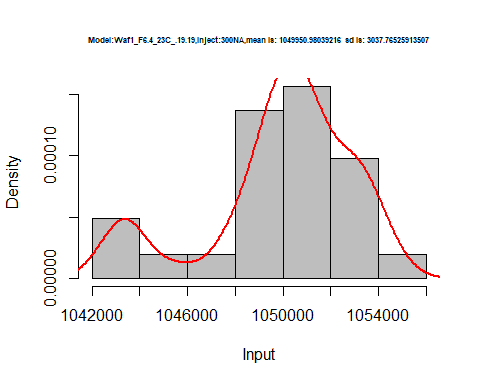 Model:Waf1_F6.4_23C_.19.19,Inject:300NA,mean is: 1049950.98039216 sd is: 3037.76525913507
Density
0.00010
0.00000
1042000 1046000 1050000 1054000
Input